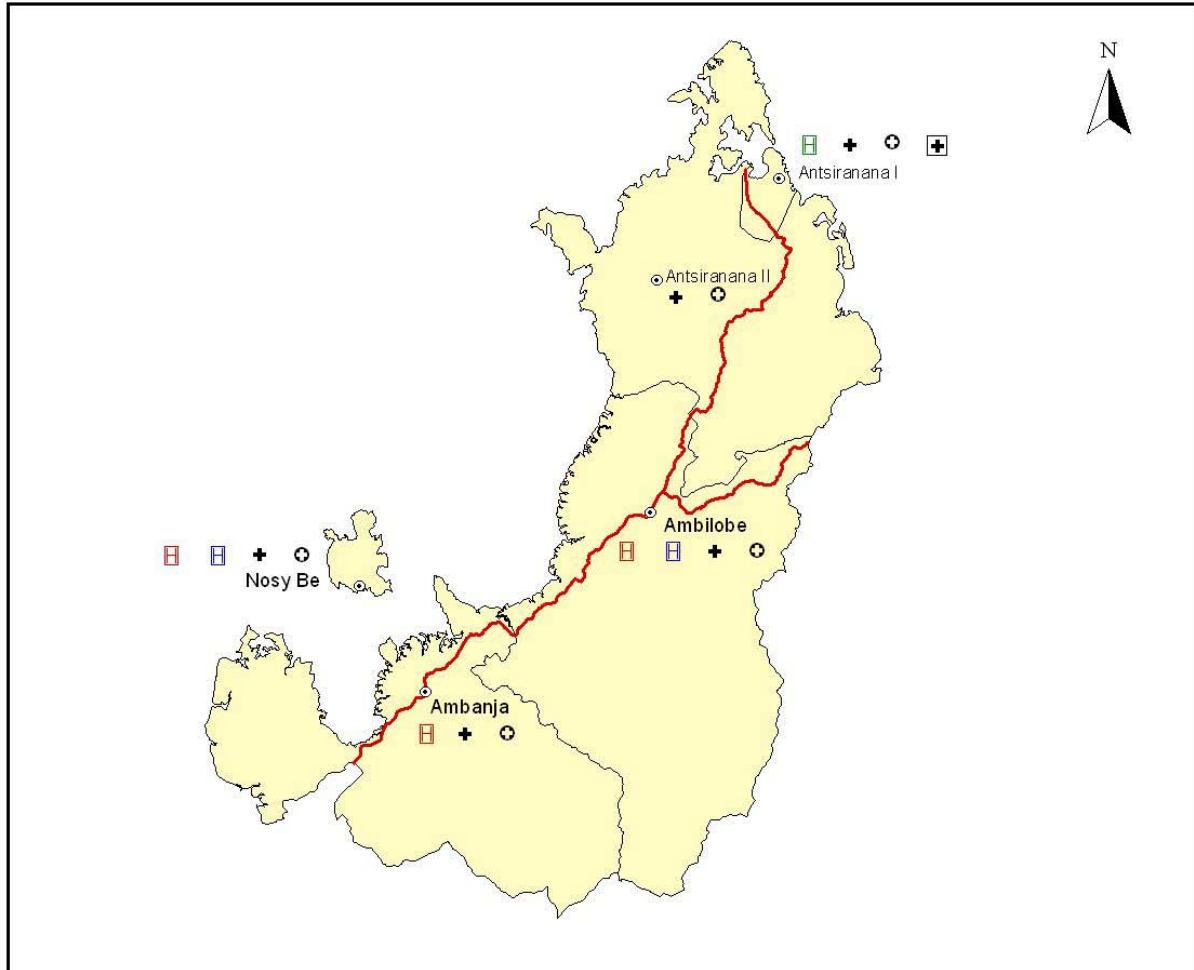 N
Antsiranana I
Antsiranana II
Ambilobe
Nosy Be
Ambanja